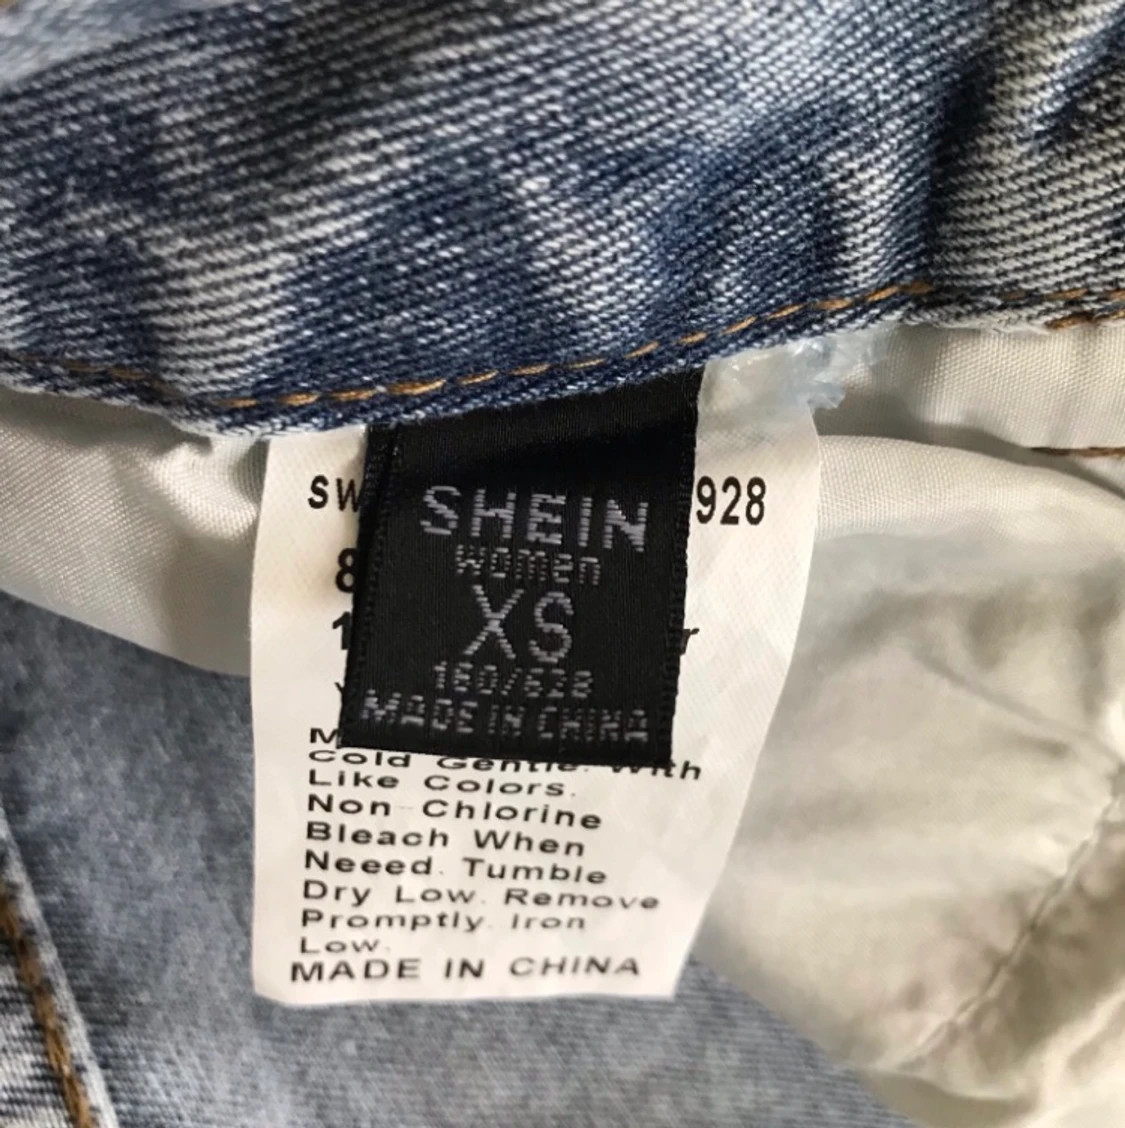 SW 928
8
1 r
SHEIN
women
XS
160/62B
MADE IN CHINA
M
Cold Gentle. With
Like Colors.
Non-Chlorine
Bleach When
Neeed. Tumble
Dry Low. Remove
Promptly. Iron
Low.
MADE IN CHINA